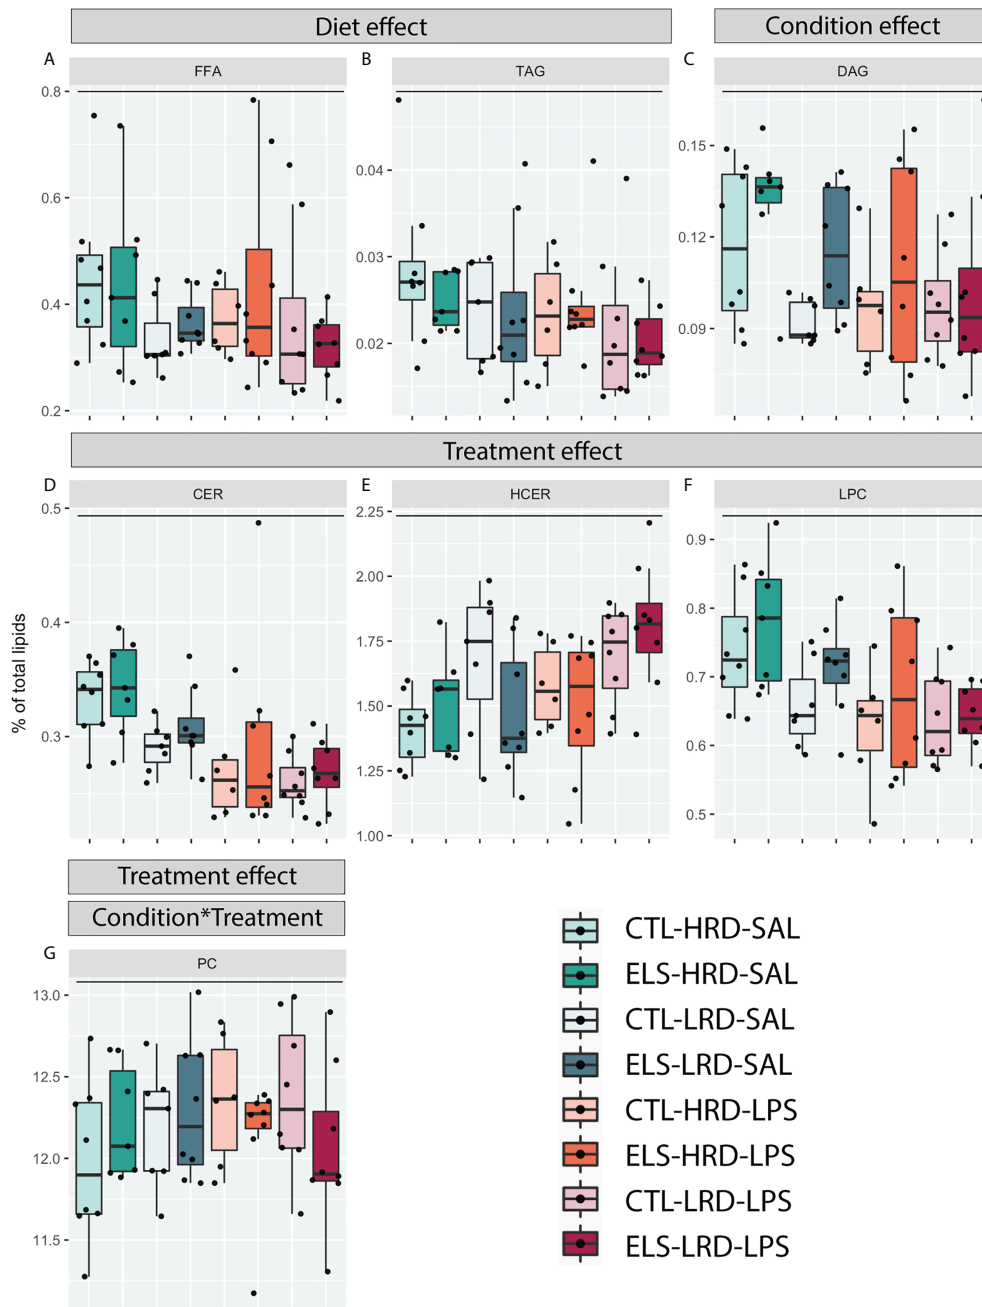 Diet effect
Condition effect
A
B
C
FFA
TAG
DAG
0.8
0.6
0.4
0.2
0.04
0.03
0.02
0.15
0.12
0.09
Treatment effect
D
E
F
CER
HCER
LPC
% of total lipids
0.5
0.4
0.3
2.25
2.00
1.75
1.50
1.25
1.00
0.9
0.8
0.7
0.6
0.5
Treatment effect
Condition*Treatment
G
PC
13.0
12.5
12.0
11.5
CTL-HRD-SAL
ELS-HRD-SAL
CTL-LRD-SAL
ELS-LRD-SAL
CTL-HRD-LPS
ELS-HRD-LPS
CTL-LRD-LPS
ELS-LRD-LPS